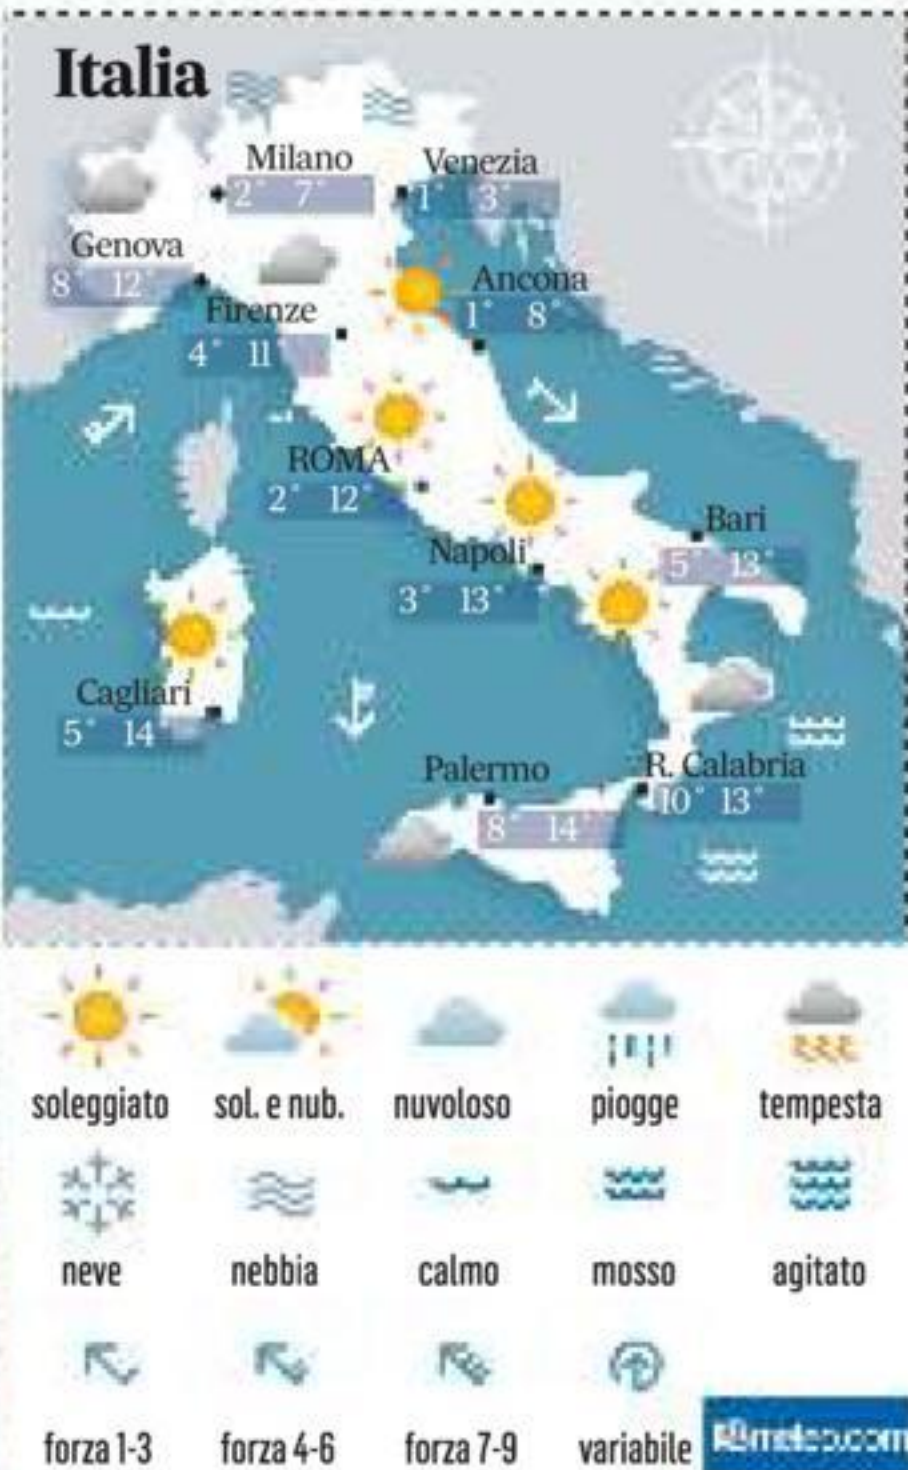 Italia
Milano
2° 7°
Venezia
1° 3°
Genova
8° 12°
Ancona
1° 8°
Firenze
4° 11°
ROMA
2° 12°
Bari
5° 13°
Napoli
3° 13°
Cagliari
5° 14°
Palermo
8° 14°
R. Calabria
10° 13°
soleggiato sol. e nub. nuvoloso piogge tempesta
neve nebbia calmo mosso agitato
forza 1-3 forza 4-6 forza 7-9 variabile